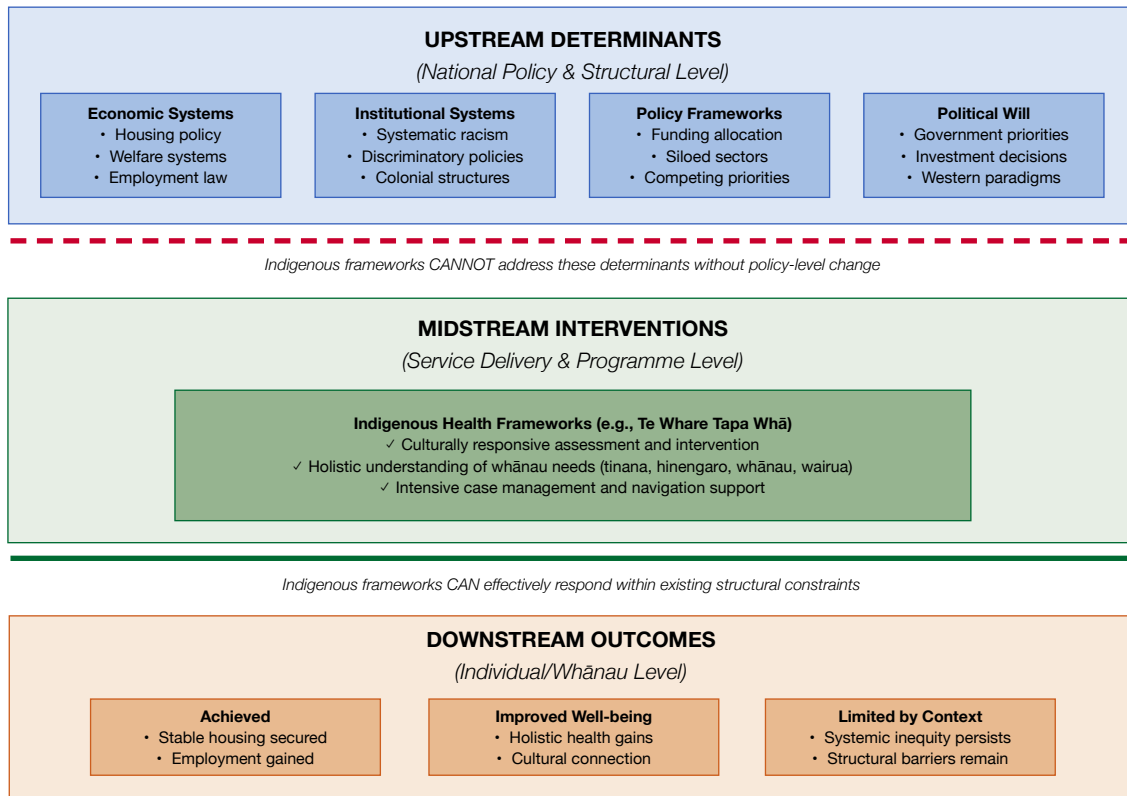 UPSTREAM DETERMINANTS
(National Policy & Structural Level)
Economic Systems
• Housing policy
• Welfare systems
• Employment law
Institutional Systems
• Systematic racism
• Discriminatory policies
• Colonial structures
Policy Frameworks
• Funding allocation
• Siloed sectors
• Competing priorities
Political Will
• Government priorities
• Investment decisions
• Western paradigms
Indigenous frameworks CANNOT address these determinants without policy-level change
MIDSTREAM INTERVENTIONS
(Service Delivery & Programme Level)
Indigenous Health Frameworks (e.g., Te Whare Tapa Whā)
✓ Culturally responsive assessment and intervention
✓ Holistic understanding of whānau needs (tinana, hinengaro, whānau, wairua)
✓ Intensive case management and navigation support
Indigenous frameworks CAN effectively respond within existing structural constraints
DOWNSTREAM OUTCOMES
(Individual/Whānau Level)
Achieved
• Stable housing secured
• Employment gained
Improved Well-being
• Holistic health gains
• Cultural connection
Limited by Context
• Systemic inequity persists
• Structural barriers remain